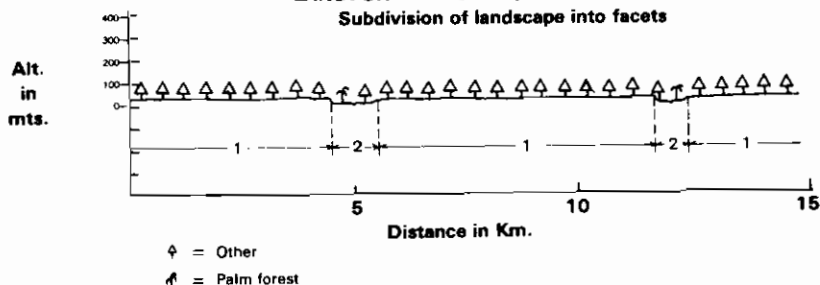 Subdivision of landscape into facets
400
300
200
100
0
Alt.
in
mts.
1
2
1
2
1
5
10
15
Distance in Km.
= Other
= Palm forest